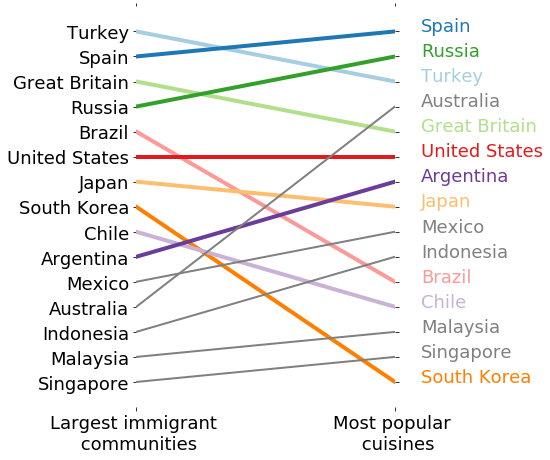 Turkey
Spain
Great Britain
Russia
Brazil
United States
Japan
South Korea
Chile
Argentina
Mexico
Australia
Indonesia
Malaysia
Singapore
Spain
Russia
Turkey
Australia
Great Britain
United States
Argentina
Japan
Mexico
Indonesia
Brazil
Chile
Malaysia
Singapore
South Korea
Largest immigrant
communities
Most popular
cuisines